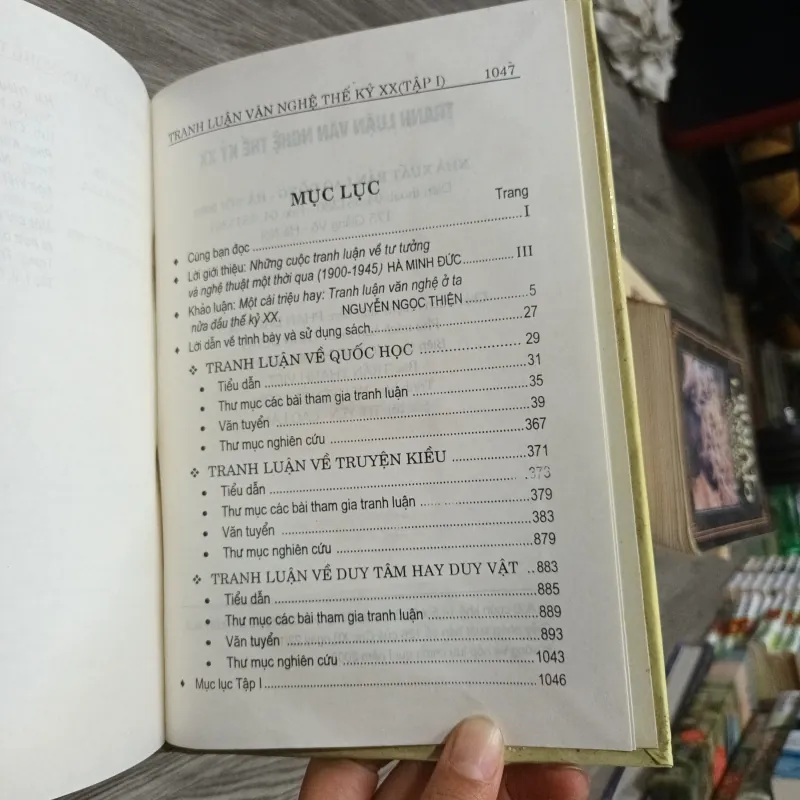 TRANH LUẬN VĂN NGHỆ THẾ KỶ XX(TẬP I) 1047
MỤC LỤC
Trang
♦ Cùng bạn đọc ........ I
♦ Lời giới thiệu: Những cuộc tranh luận về tư tưởng
và nghệ thuật một thời qua (1900-1945) HÀ MINH ĐỨC ........ III
♦ Khảo luận: Một cái triệu hay: Tranh luận văn nghệ ở ta
nửa đầu thế kỷ XX. NGUYỄN NGỌC THIỆN ........ 5
♦ Lời dẫn về trình bày và sử dụng sách ........ 27
❖ TRANH LUẬN VỀ QUỐC HỌC ........ 29
• Tiểu dẫn ........ 31
• Thư mục các bài tham gia tranh luận ........ 35
• Văn tuyển ........ 39
• Thư mục nghiên cứu ........ 367
❖ TRANH LUẬN VỀ TRUYỆN KIỀU ........ 371
• Tiểu dẫn ........ 373
• Thư mục các bài tham gia tranh luận ........ 379
• Văn tuyển ........ 383
• Thư mục nghiên cứu ........ 879
❖ TRANH LUẬN VỀ DUY TÂM HAY DUY VẬT ..883
• Tiểu dẫn ........ 885
• Thư mục các bài tham gia tranh luận ........ 889
• Văn tuyển ........ 893
• Thư mục nghiên cứu ........ 1043
♦ Mục lục Tập I ........ 1046